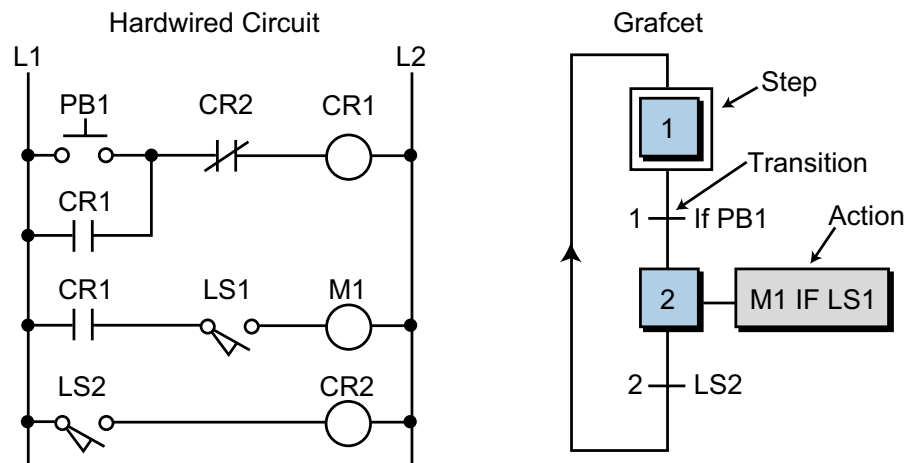 Hardwired Circuit
L1
L2
PB1
CR2
CR1
CR1
CR1
LS1
M1
LS2
CR2
Grafcet
Step
1
Transition
1 If PB1
Action
2
M1 IF LS1
2 LS2